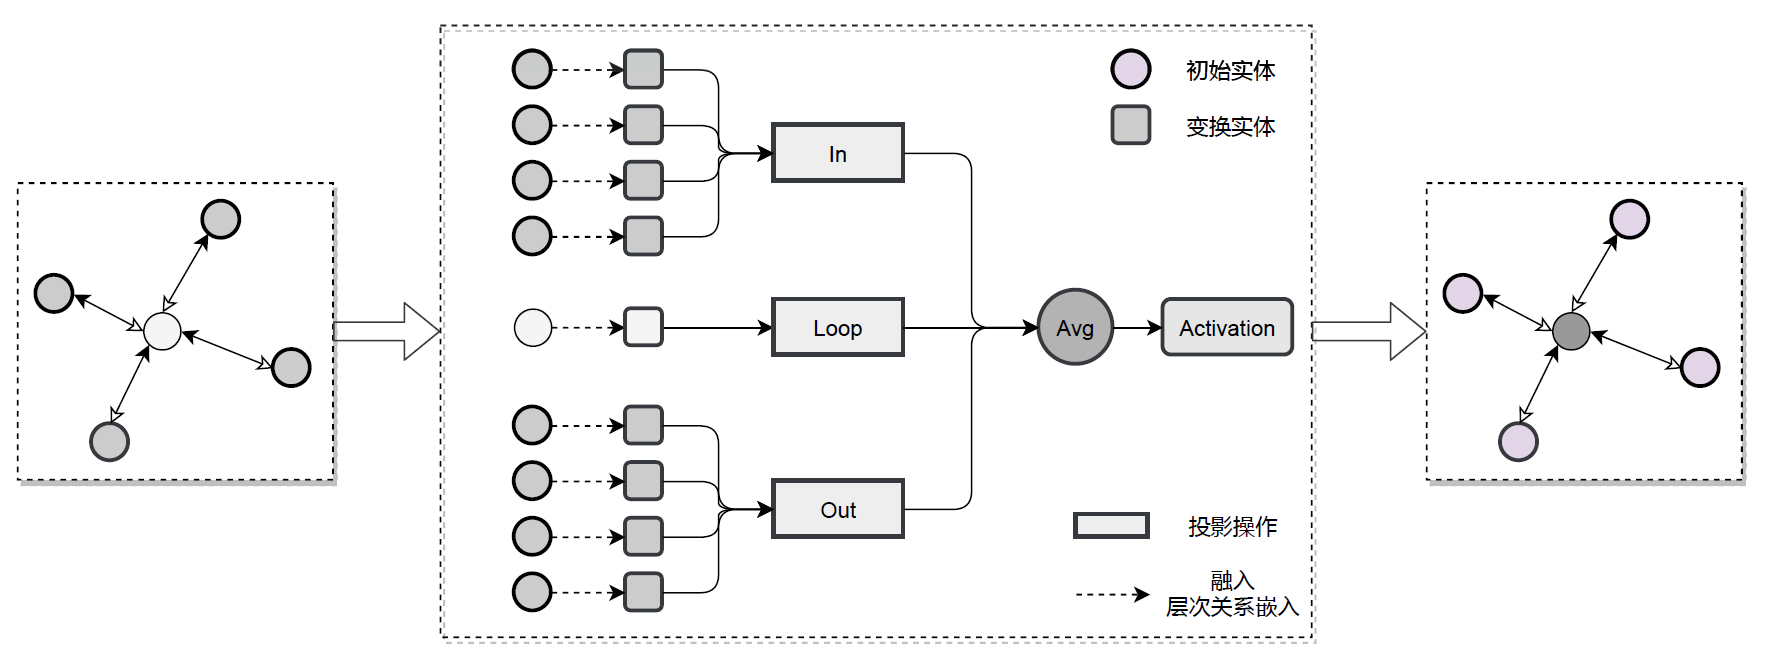 初始实体
变换实体
In
Loop
Avg
Activation
Out
投影操作
融入
层次关系嵌入